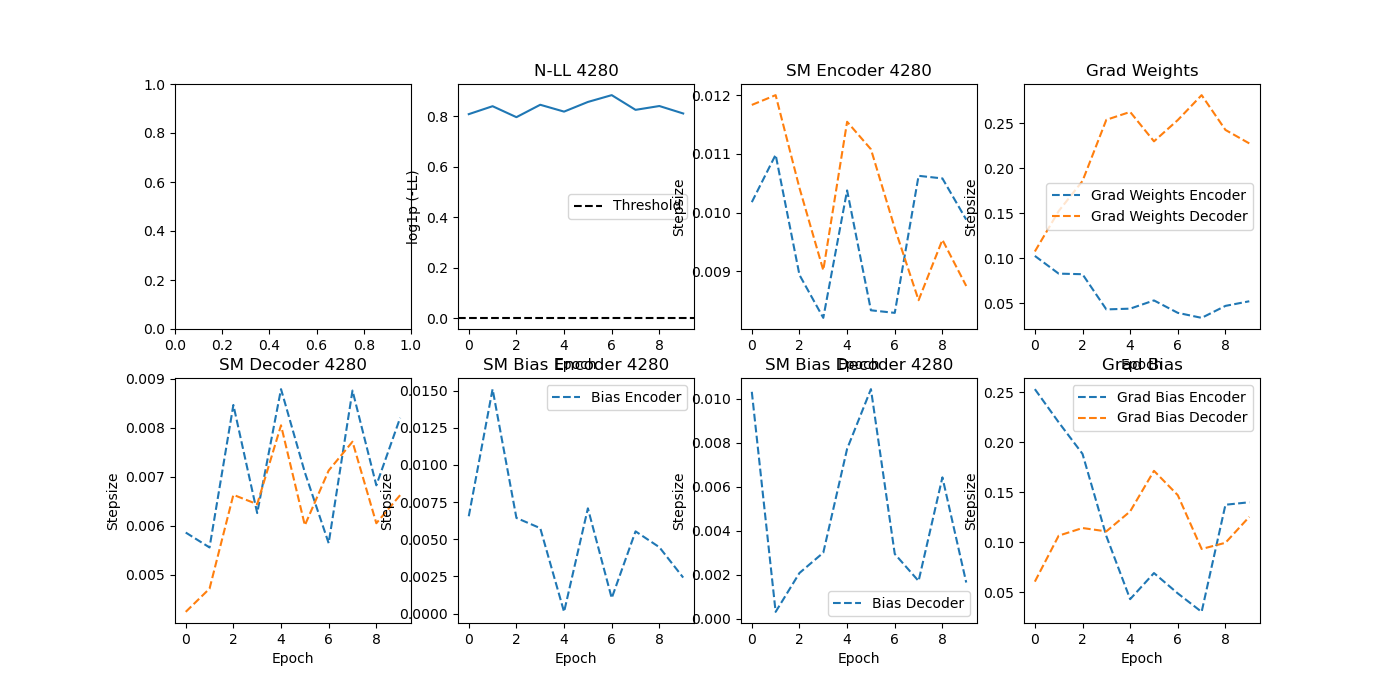 N-LL 4280
SM Encoder 4280
Grad Weights
1.0
0.8
0.6
0.4
0.2
0.0
0.0 0.2 0.4 0.6 0.8 1.0
log1p (-LL)
0.8
0.6
0.4
0.2
0.0
Threshold
0 2 4 6 8
Epoch
Stepsize
0.012
0.011
0.010
0.009
0 2 4 6 8
Epoch
Stepsize
0.25
0.20
0.15
0.10
0.05
Grad Weights Encoder
Grad Weights Decoder
0 2 4 6 8
Epoch
SM Decoder 4280
Stepsize
0.009
0.008
0.007
0.006
0.005
0 2 4 6 8
Epoch
SM Bias Encoder 4280
Stepsize
0.0150
0.0125
0.0100
0.0075
0.0050
0.0025
0.0000
Bias Encoder
0 2 4 6 8
Epoch
SM Bias Decoder 4280
Stepsize
0.010
0.008
0.006
0.004
0.002
0.000
Bias Decoder
0 2 4 6 8
Epoch
Grad Bias
Stepsize
0.25
0.20
0.15
0.10
0.05
Grad Bias Encoder
Grad Bias Decoder
0 2 4 6 8
Epoch